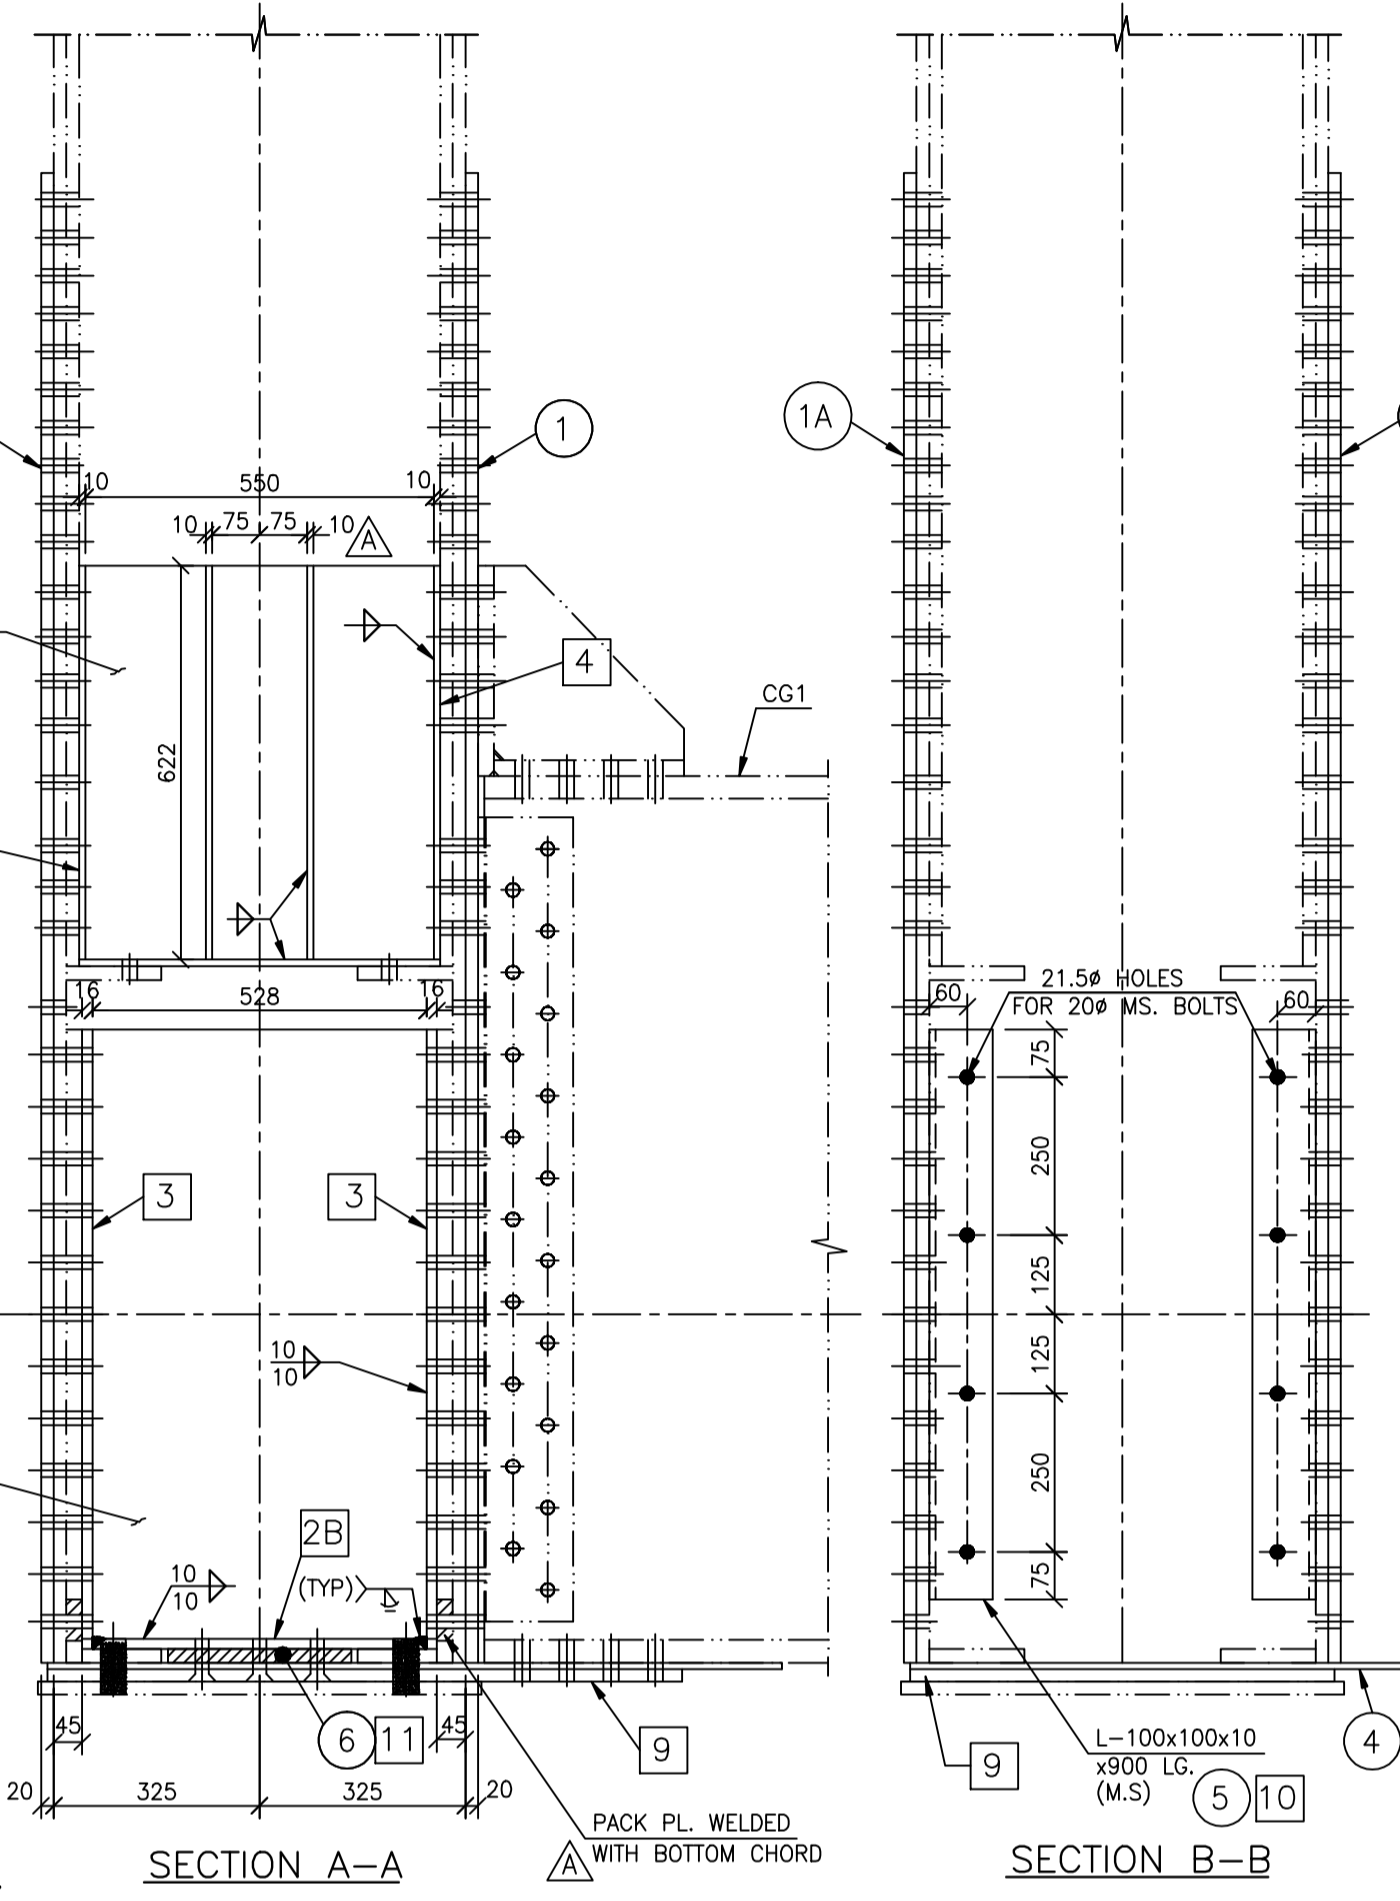 1
1A
10
550
10
10
75
75
10
A
4
CG1
622
16
528
16
60
21.5ø HOLES
FOR 20ø MS. BOLTS
60
75
250
125
125
250
75
3
3
10
10
2B
10
10
(TYP)
45
6
11
45
9
20
325
325
20
PACK PL. WELDED
WITH BOTTOM CHORD
A
SECTION A-A
9
L-100x100x10
x900 LG.
(M.S)
5
10
4
SECTION B-B